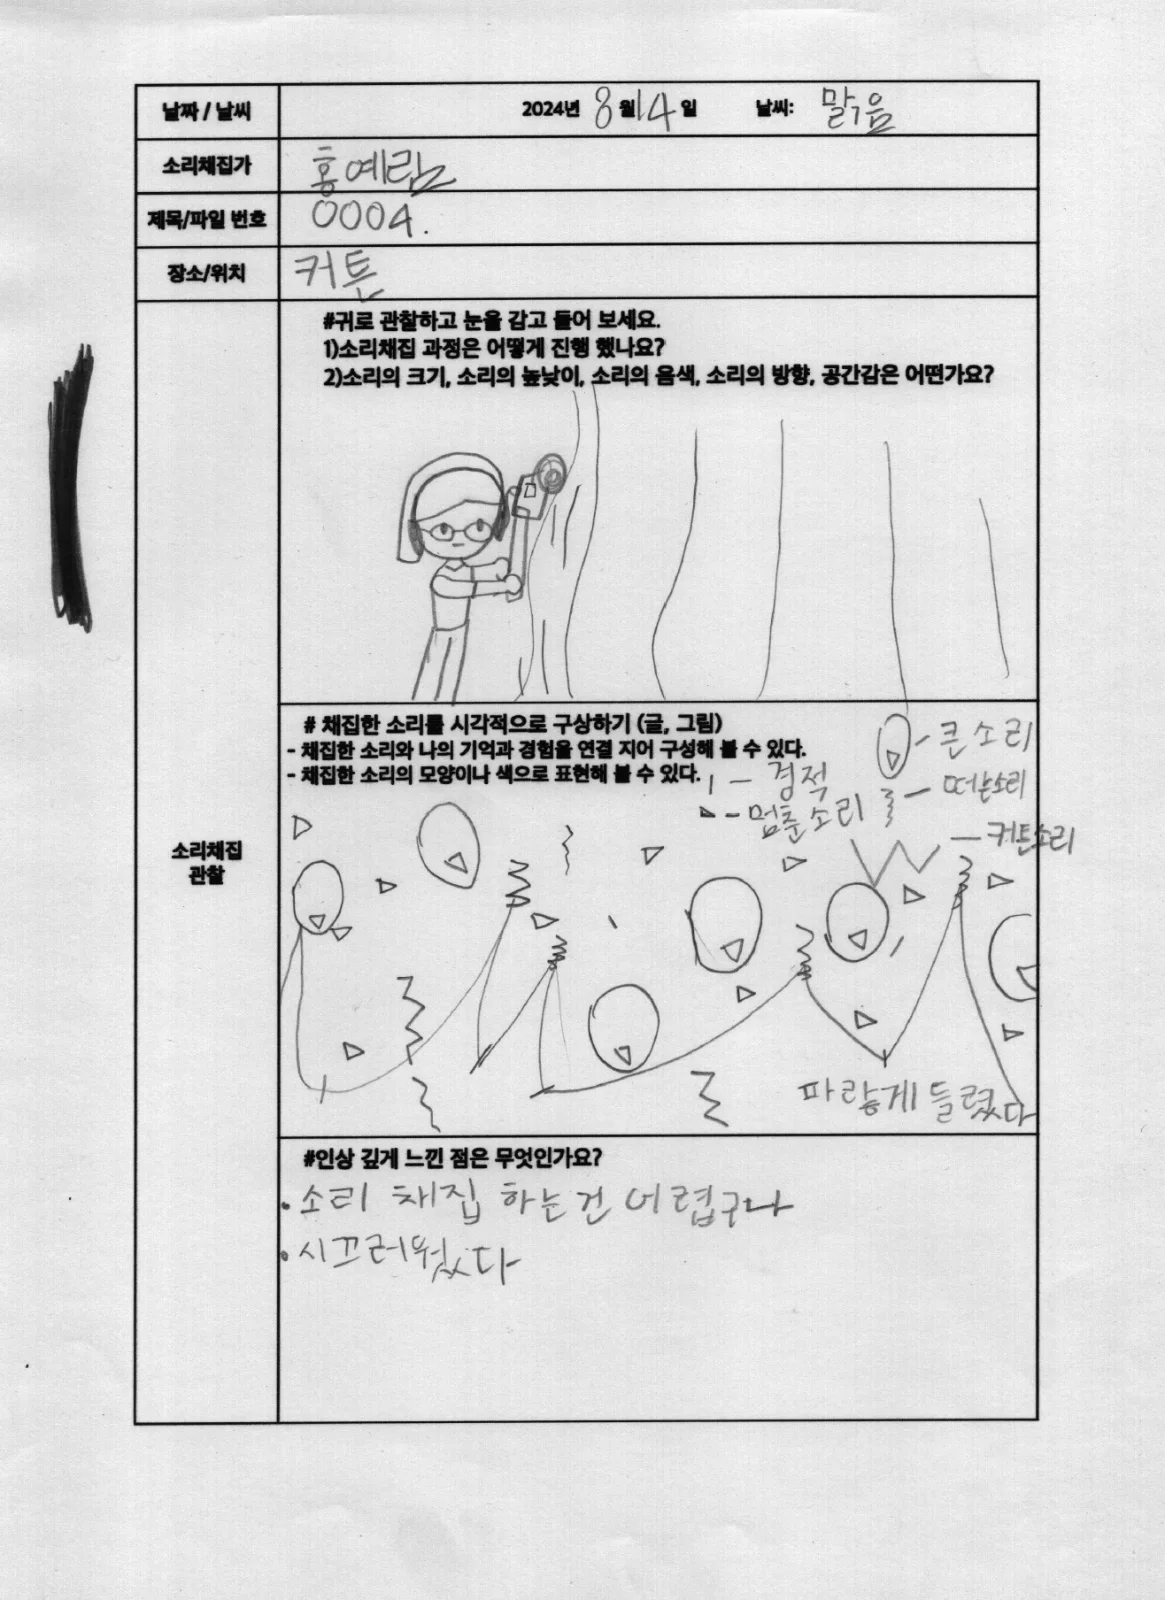 날짜 / 날씨 2024년 8월 14일 날씨: 맑음
소리채집가 홍예림
제목/파일 번호 0004.
장소/위치 커튼
#귀로 관찰하고 눈을 감고 들어 보세요.
1)소리채집 과정은 어떻게 진행 했나요?
2)소리의 크기, 소리의 높낮이, 소리의 음색, 소리의 방향, 공간감은 어떤가요?
소리채집
관찰
# 채집한 소리를 시각적으로 구상하기 (글, 그림)
- 채집한 소리와 나의 기억과 경험을 연결 지어 구성해 볼 수 있다.
- 채집한 소리의 모양이나 색으로 표현해 볼 수 있다.
- 큰소리
- 경적
- 떠는소리
- 멈춘소리
- 커튼소리
파랗게 들렸다
#인상 깊게 느낀 점은 무엇인가요?
• 소리 채집 하는건 어렵구나
• 시끄러웠다